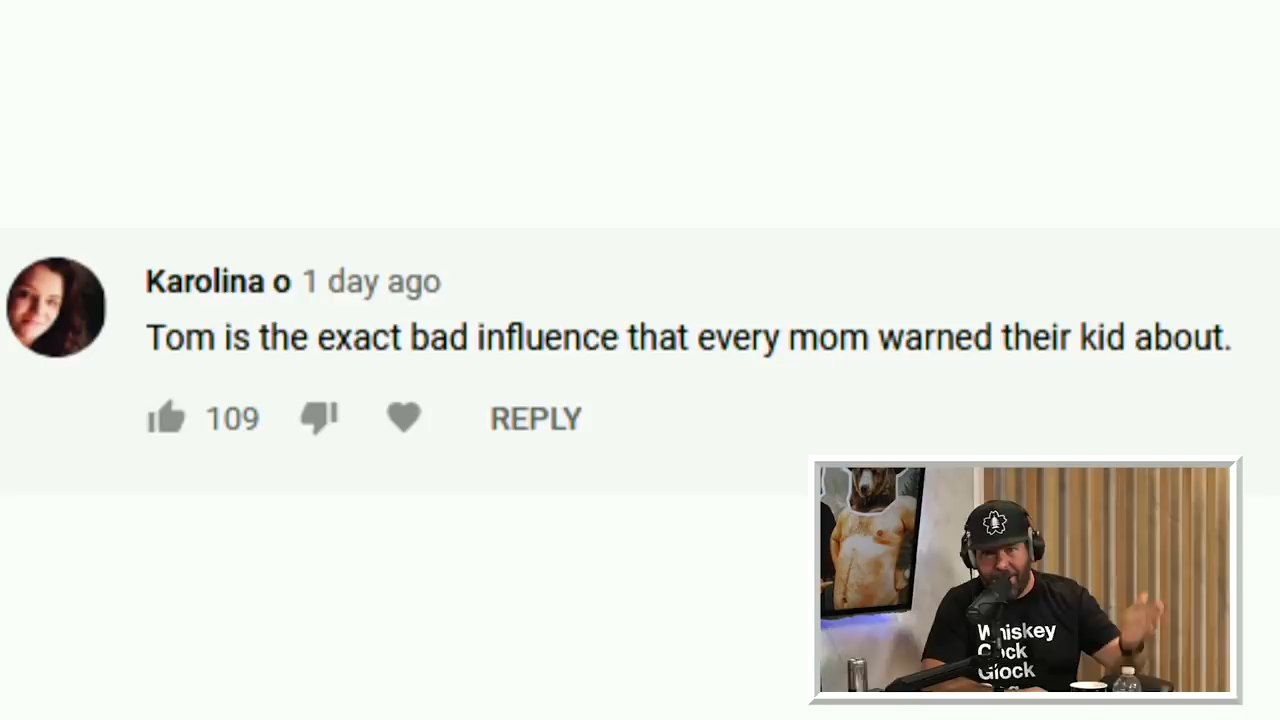 Karolina o 1 day ago
Tom is the exact bad influence that every mom warned their kid about.
109
REPLY
Whiskey
Glock